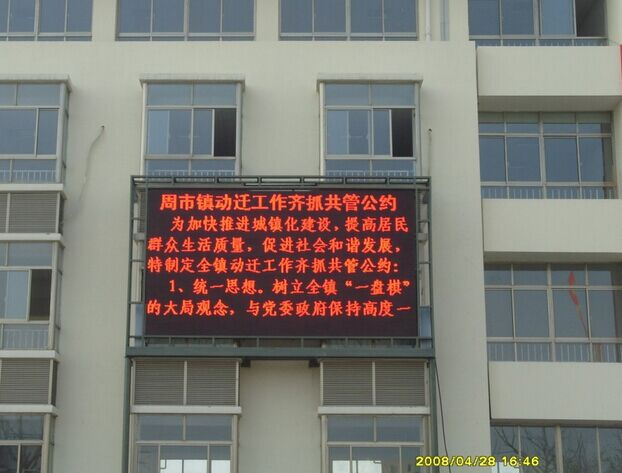 周市镇动迁工作齐抓共管公约
为加快推进城镇化建设,提高居民
群众生活质量,促进社会和谐发展,
特制定全镇动迁工作齐抓共管公约:
1、统一思想。树立全镇“一盘棋”
的大局观念,与党委政府保持高度一
2008/04/28 16:46